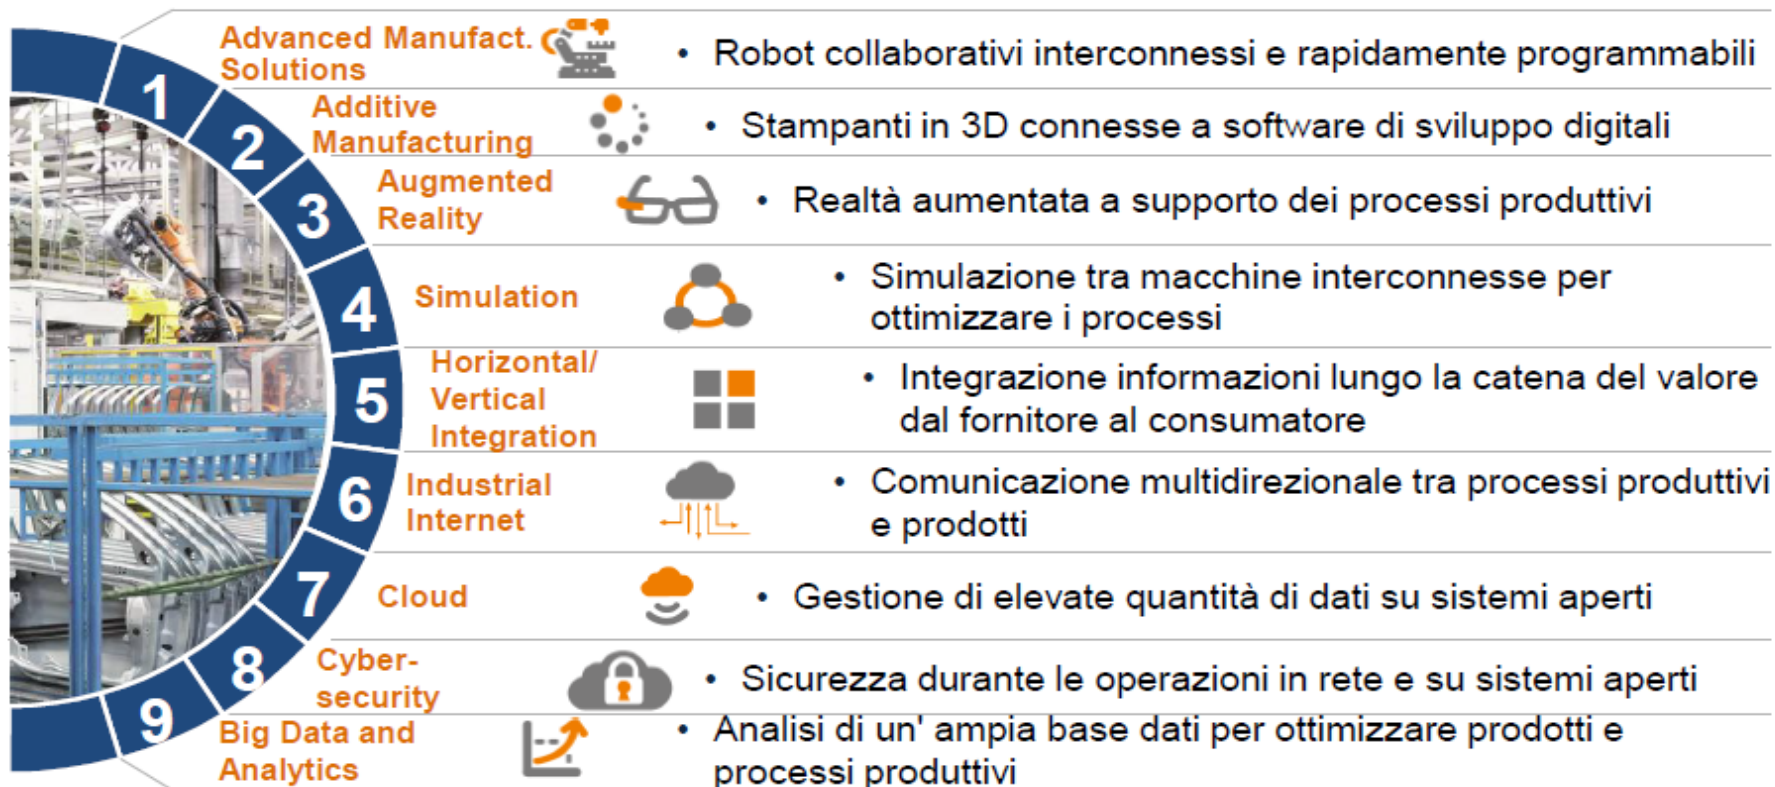 1
Advanced Manufact.
Solutions
• Robot collaborativi interconnessi e rapidamente programmabili
2
Additive
Manufacturing
• Stampanti in 3D connesse a software di sviluppo digitali
3
Augmented
Reality
• Realtà aumentata a supporto dei processi produttivi
4
Simulation
• Simulazione tra macchine interconnesse per
ottimizzare i processi
5
Horizontal/
Vertical
Integration
• Integrazione informazioni lungo la catena del valore
dal fornitore al consumatore
6
Industrial
Internet
• Comunicazione multidirezionale tra processi produttivi
e prodotti
7
Cloud
• Gestione di elevate quantità di dati su sistemi aperti
8
Cyber-
security
• Sicurezza durante le operazioni in rete e su sistemi aperti
9
Big Data and
Analytics
• Analisi di un' ampia base dati per ottimizzare prodotti e
processi produttivi